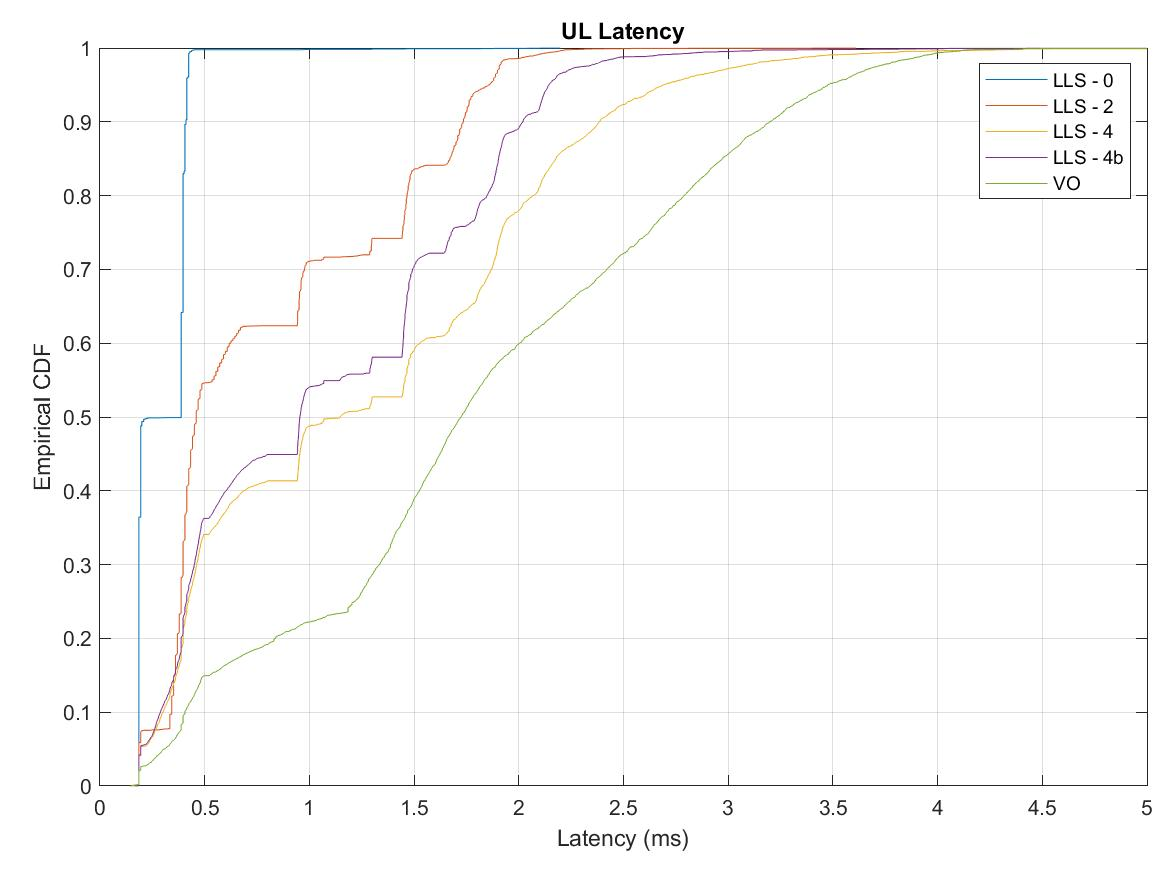 UL Latency
1
0.9
0.8
0.7
0.6
0.5
0.4
0.3
0.2
0.1
0
Empirical CDF
LLS - 0
LLS - 2
LLS - 4
LLS - 4b
VO
0 0.5 1 1.5 2 2.5 3 3.5 4 4.5 5
Latency (ms)